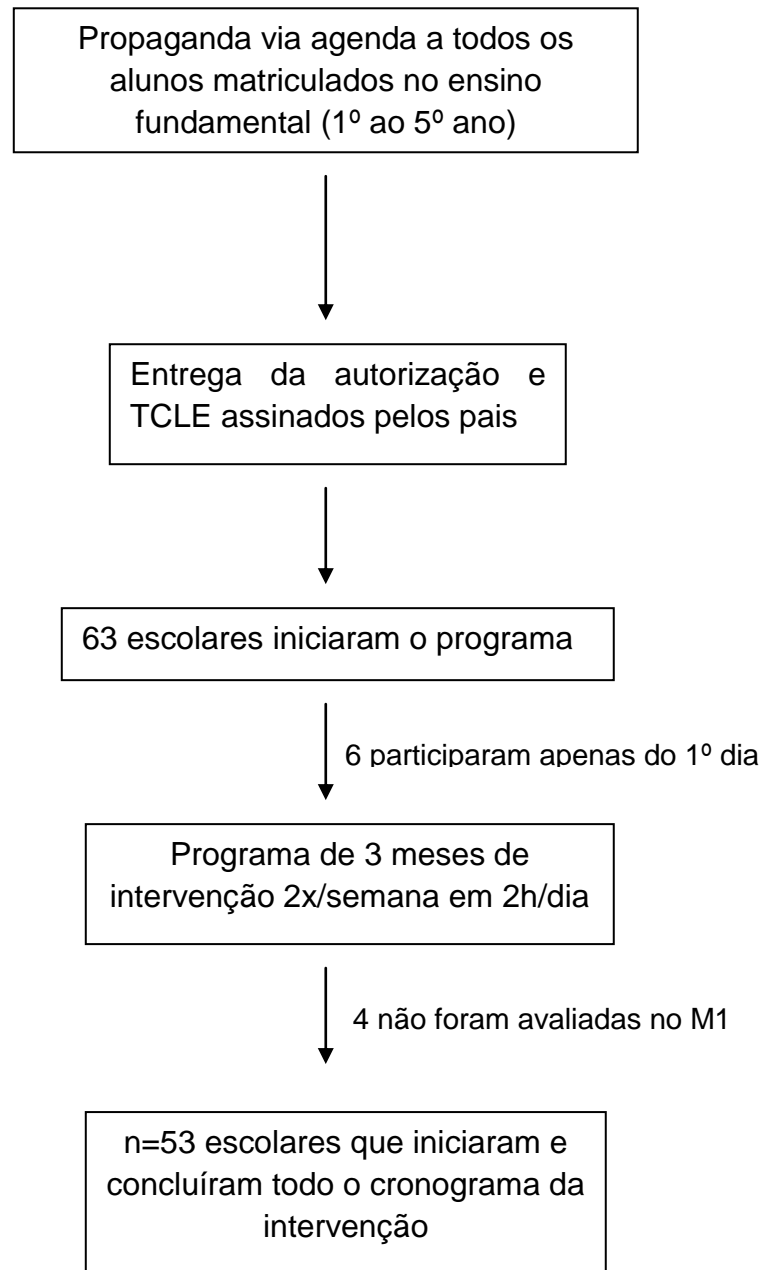 Propaganda via agenda a todos os
alunos matriculados no ensino
fundamental (1º ao 5º ano)
Entrega da autorização e
TCLE assinados pelos pais
63 escolares iniciaram o programa
6 participaram apenas do 1º dia
Programa de 3 meses de
intervenção 2x/semana em 2h/dia
4 não foram avaliadas no M1
n=53 escolares que iniciaram e
concluíram todo o cronograma da
intervenção